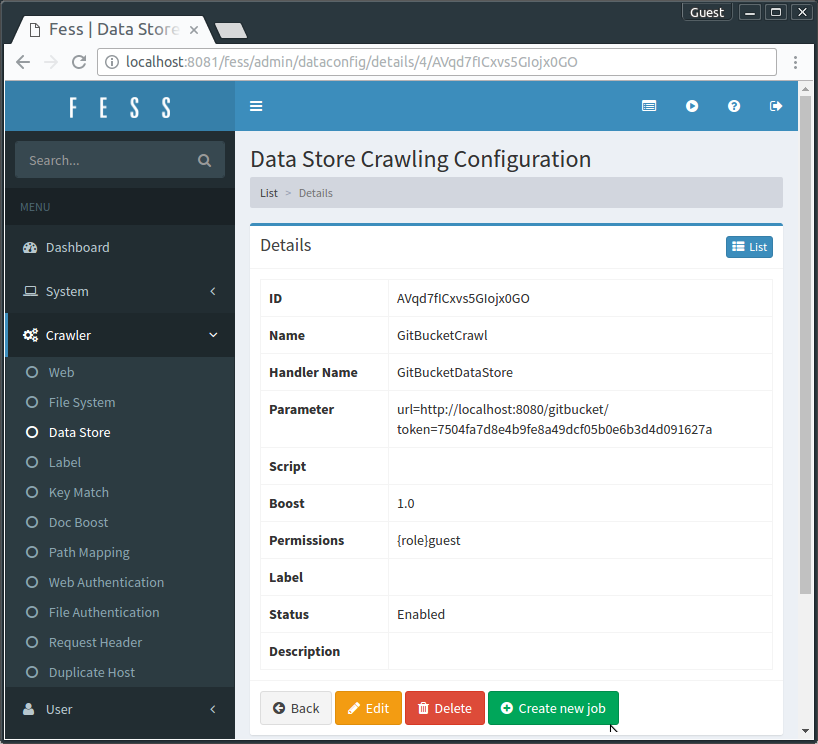 Guest
Fess | Data Store
localhost:8081/fess/admin/dataconfig/details/4/AVqd7fICxvs5GIojx0GO
FESS
Search...
MENU
Dashboard
System
Crawler
Web
File System
Data Store
Label
Key Match
Doc Boost
Path Mapping
Web Authentication
File Authentication
Request Header
Duplicate Host
User
Data Store Crawling Configuration
List > Details
Details
List
ID AVqd7fICxvs5GIojx0GO
Name GitBucketCrawl
Handler Name GitBucketDataStore
Parameter url=http://localhost:8080/gitbucket/
token=7504fa7d8e4b9fe8a49dcf05b0e6b3d4d091627a
Script
Boost 1.0
Permissions {role}guest
Label
Status Enabled
Description
Back Edit Delete Create new job